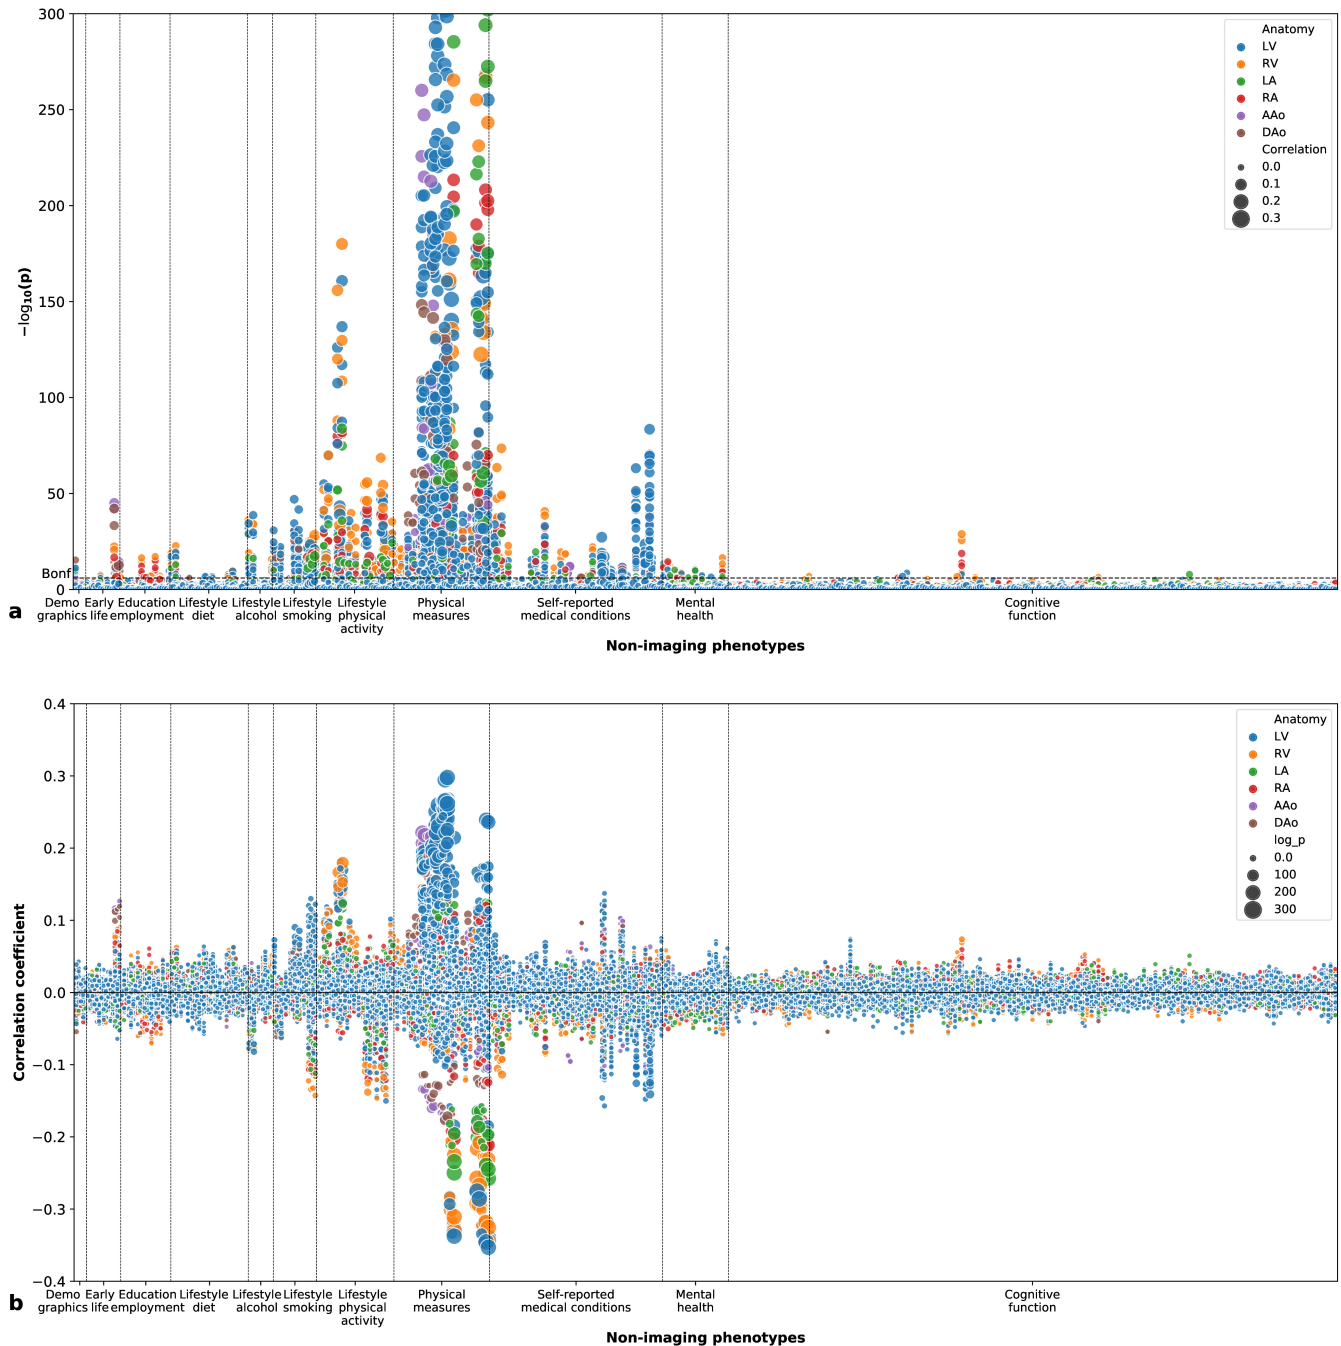 300
250
200
150
100
50
Bonf
0
−log₁₀(p)
Anatomy
LV
RV
LA
RA
AAo
DAo
Correlation
0.0
0.1
0.2
0.3
Demo graphics
Early life
Education employment
Lifestyle diet
Lifestyle alcohol
Lifestyle smoking
Lifestyle physical activity
Physical measures
Self-reported medical conditions
Mental health
Cognitive function
a
Non-imaging phenotypes
0.4
0.3
0.2
0.1
0.0
−0.1
−0.2
−0.3
−0.4
Correlation coefficient
Anatomy
LV
RV
LA
RA
AAo
DAo
log_p
0.0
100
200
300
Demo graphics
Early life
Education employment
Lifestyle diet
Lifestyle alcohol
Lifestyle smoking
Lifestyle physical activity
Physical measures
Self-reported medical conditions
Mental health
Cognitive function
b
Non-imaging phenotypes